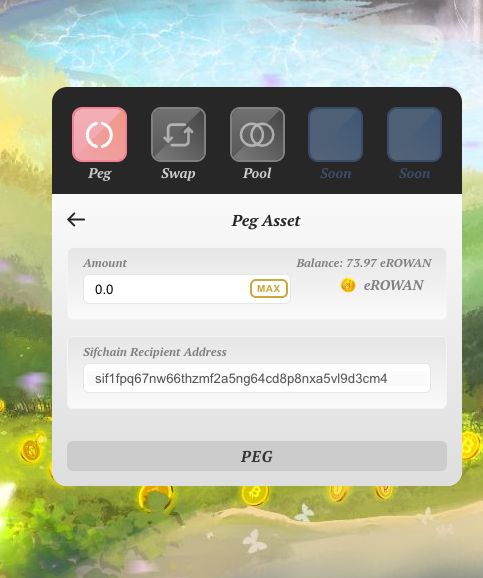 Peg Swap Pool Soon Soon
Peg Asset
Amount Balance: 73.97 eROWAN
0.0 MAX eROWAN
Sifchain Recipient Address
sif1fpq67nw66thzmf2a5ng64cd8p8nxa5vl9d3cm4
PEG